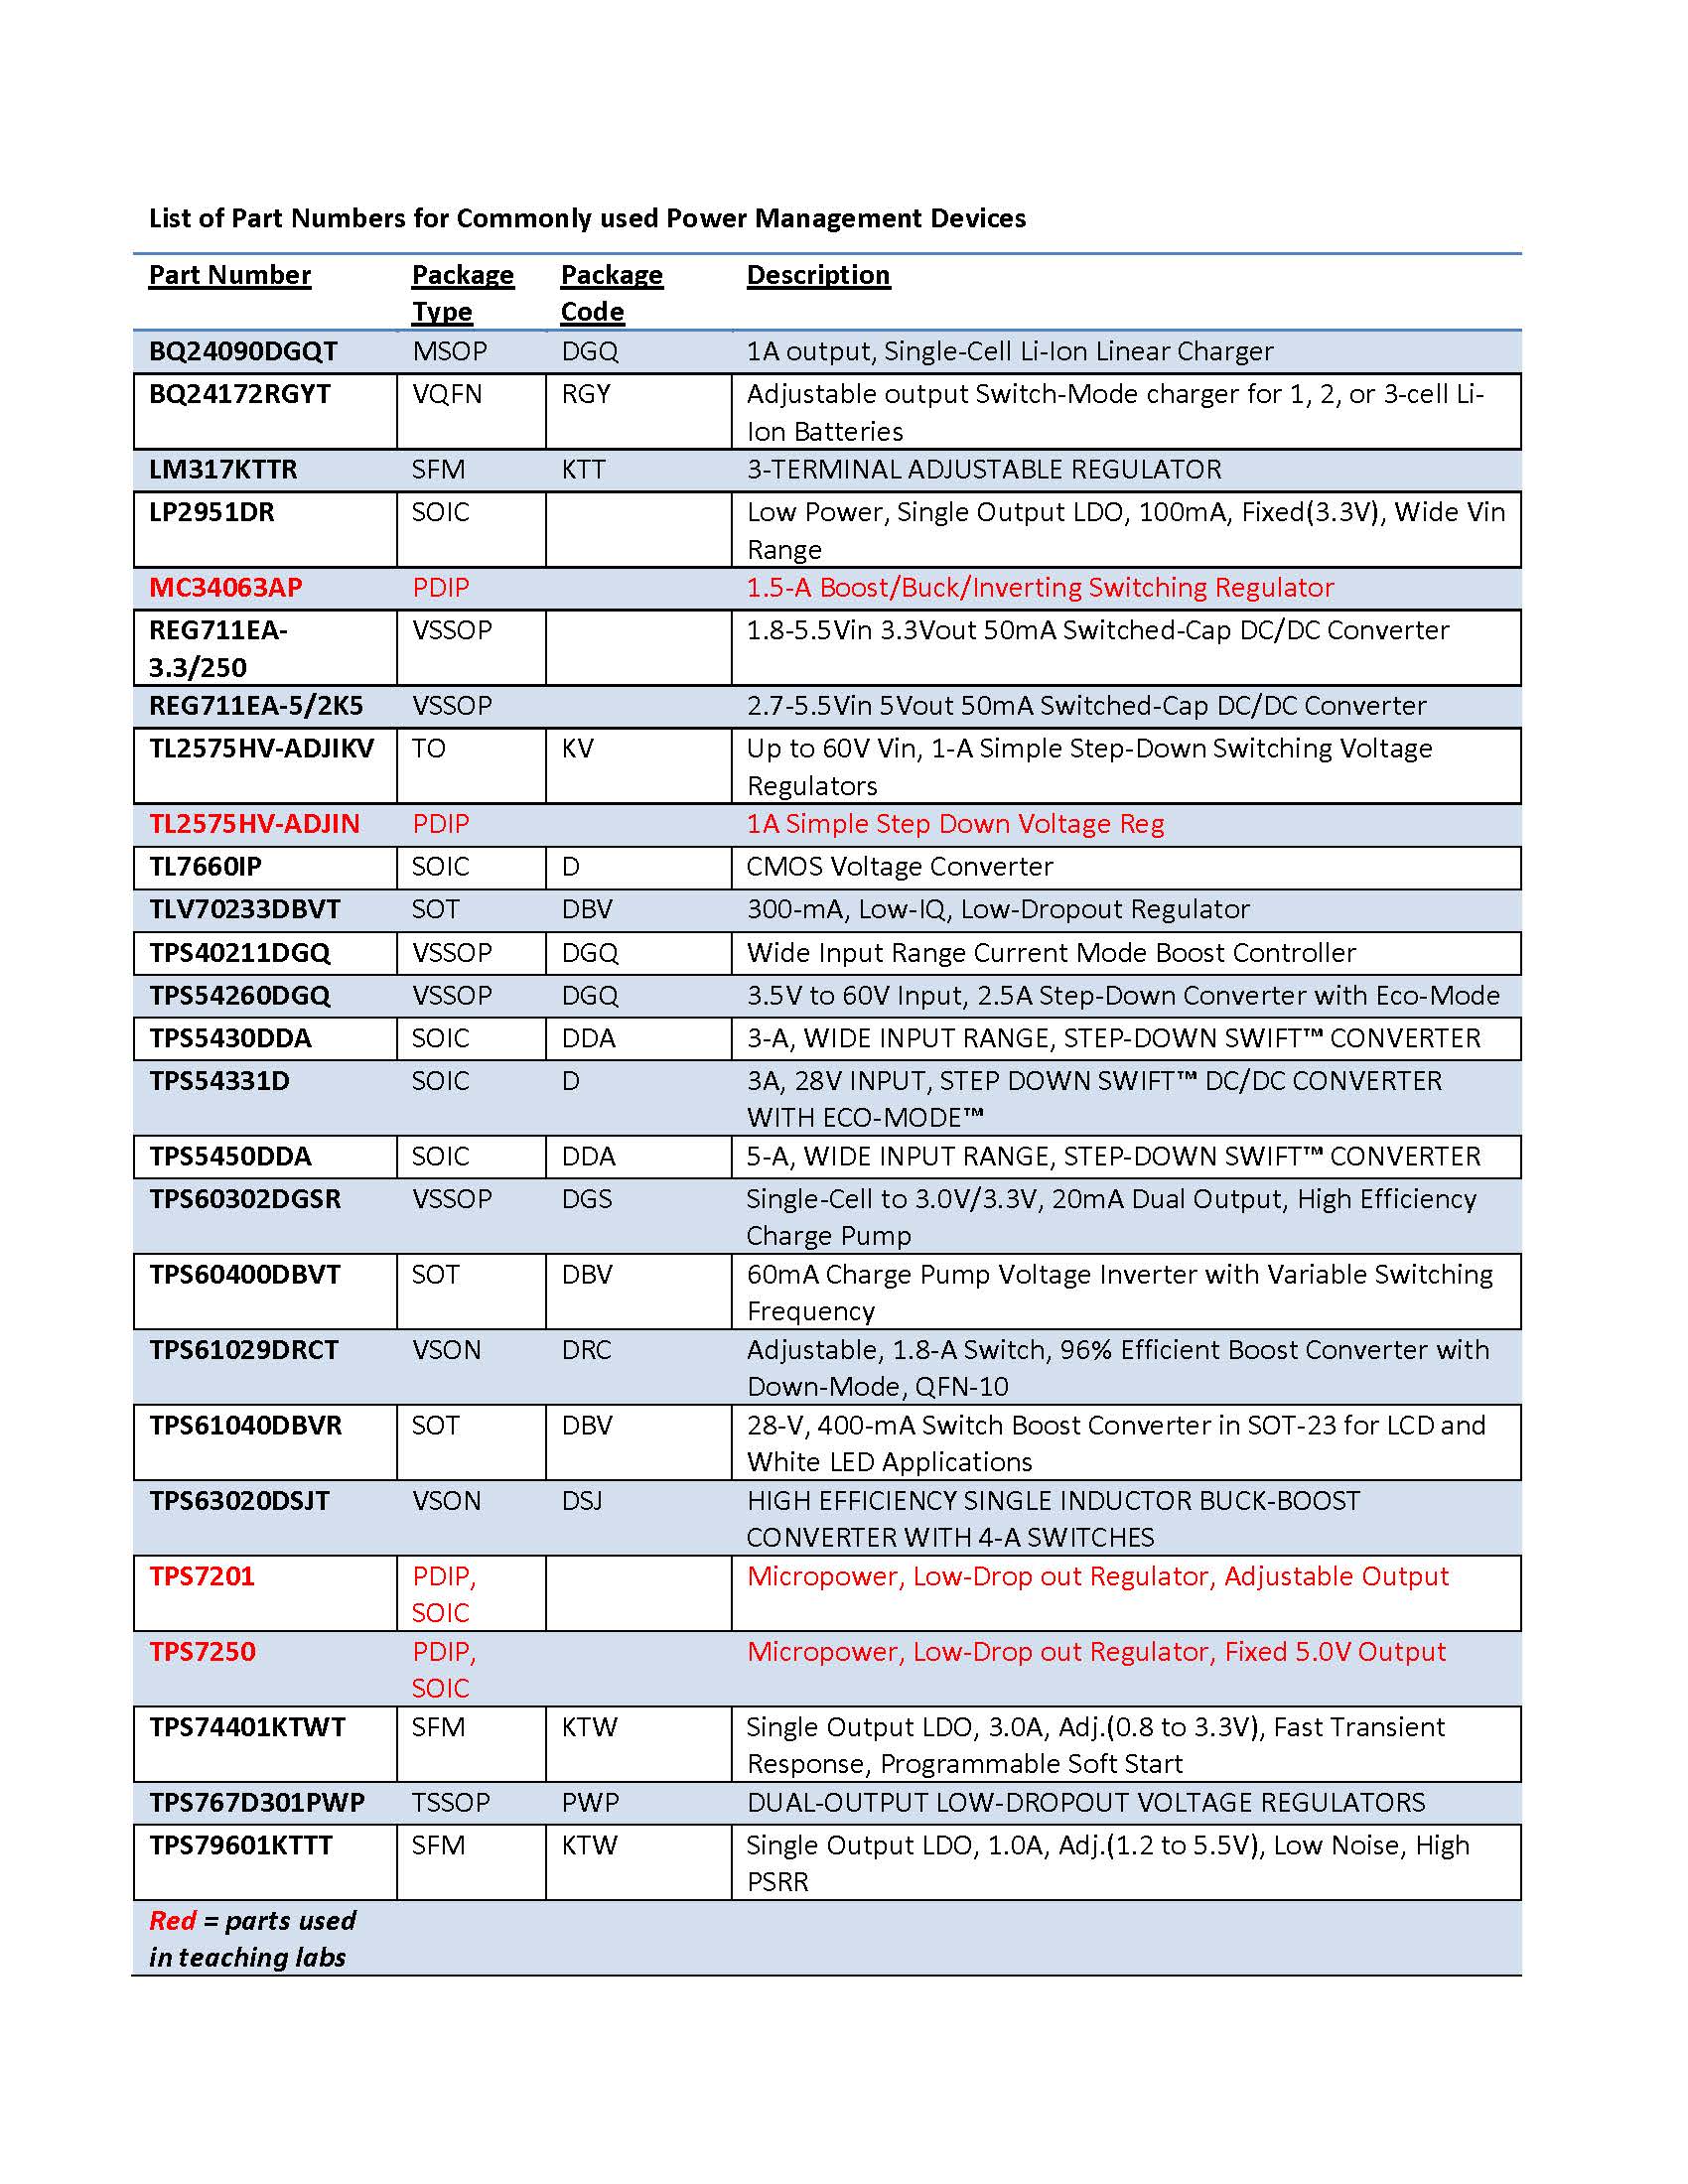 List of Part Numbers for Commonly used Power Management Devices
Part Number Package Package Description
Type Code
BQ24090DGQT MSOP DGQ 1A output, Single-Cell Li-Ion Linear Charger
BQ24172RGYT VQFN RGY Adjustable output Switch-Mode charger for 1, 2, or 3-cell Li-
Ion Batteries
LM317KTTR SFM KTT 3-TERMINAL ADJUSTABLE REGULATOR
LP2951DR SOIC Low Power, Single Output LDO, 100mA, Fixed(3.3V), Wide Vin
Range
MC34063AP PDIP 1.5-A Boost/Buck/Inverting Switching Regulator
REG711EA- VSSOP 1.8-5.5Vin 3.3Vout 50mA Switched-Cap DC/DC Converter
3.3/250
REG711EA-5/2K5 VSSOP 2.7-5.5Vin 5Vout 50mA Switched-Cap DC/DC Converter
TL2575HV-ADJIKV TO KV Up to 60V Vin, 1-A Simple Step-Down Switching Voltage
Regulators
TL2575HV-ADJIN PDIP 1A Simple Step Down Voltage Reg
TL7660IP SOIC D CMOS Voltage Converter
TLV70233DBVT SOT DBV 300-mA, Low-IQ, Low-Dropout Regulator
TPS40211DGQ VSSOP DGQ Wide Input Range Current Mode Boost Controller
TPS54260DGQ VSSOP DGQ 3.5V to 60V Input, 2.5A Step-Down Converter with Eco-Mode
TPS5430DDA SOIC DDA 3-A, WIDE INPUT RANGE, STEP-DOWN SWIFT™ CONVERTER
TPS54331D SOIC D 3A, 28V INPUT, STEP DOWN SWIFT™ DC/DC CONVERTER
WITH ECO-MODE™
TPS5450DDA SOIC DDA 5-A, WIDE INPUT RANGE, STEP-DOWN SWIFT™ CONVERTER
TPS60302DGSR VSSOP DGS Single-Cell to 3.0V/3.3V, 20mA Dual Output, High Efficiency
Charge Pump
TPS60400DBVT SOT DBV 60mA Charge Pump Voltage Inverter with Variable Switching
Frequency
TPS61029DRCT VSON DRC Adjustable, 1.8-A Switch, 96% Efficient Boost Converter with
Down-Mode, QFN-10
TPS61040DBVR SOT DBV 28-V, 400-mA Switch Boost Converter in SOT-23 for LCD and
White LED Applications
TPS63020DSJT VSON DSJ HIGH EFFICIENCY SINGLE INDUCTOR BUCK-BOOST
CONVERTER WITH 4-A SWITCHES
TPS7201 PDIP, Micropower, Low-Drop out Regulator, Adjustable Output
SOIC
TPS7250 PDIP, Micropower, Low-Drop out Regulator, Fixed 5.0V Output
SOIC
TPS74401KTWT SFM KTW Single Output LDO, 3.0A, Adj.(0.8 to 3.3V), Fast Transient
Response, Programmable Soft Start
TPS767D301PWP TSSOP PWP DUAL-OUTPUT LOW-DROPOUT VOLTAGE REGULATORS
TPS79601KTTT SFM KTW Single Output LDO, 1.0A, Adj.(1.2 to 5.5V), Low Noise, High
PSRR
Red = parts used
in teaching labs